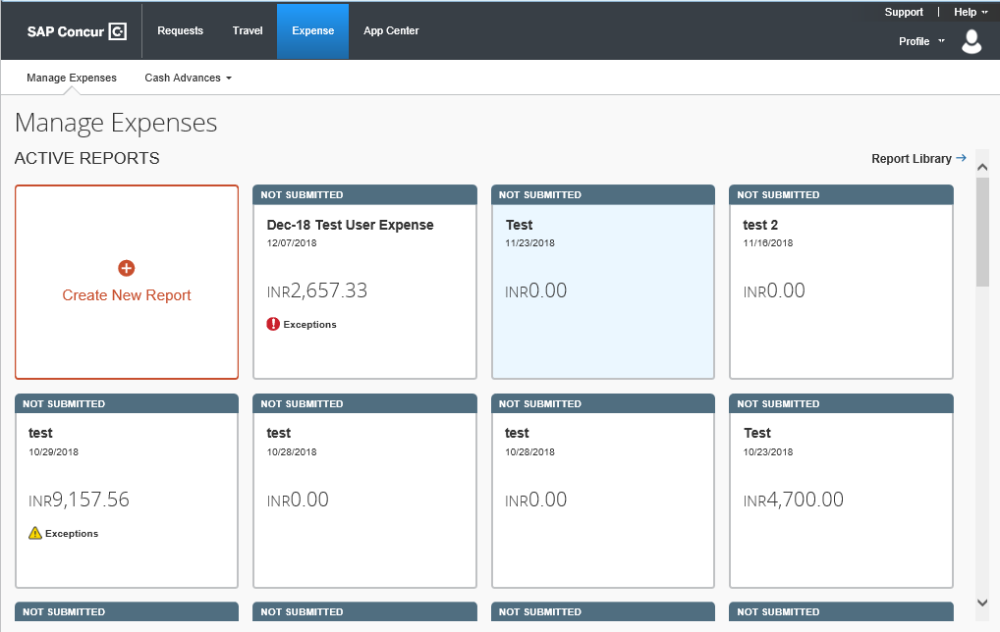 Support | Help
SAP Concur
Requests
Travel
Expense
App Center
Profile
Manage Expenses
Cash Advances
Manage Expenses
ACTIVE REPORTS
Report Library
Create New Report
NOT SUBMITTED
Dec-18 Test User Expense
12/07/2018
INR2,657.33
Exceptions
NOT SUBMITTED
Test
11/23/2018
INR0.00
NOT SUBMITTED
test 2
11/16/2018
INR0.00
NOT SUBMITTED
test
10/29/2018
INR9,157.56
Exceptions
NOT SUBMITTED
test
10/28/2018
INR0.00
NOT SUBMITTED
test
10/28/2018
INR0.00
NOT SUBMITTED
Test
10/23/2018
INR4,700.00
NOT SUBMITTED
NOT SUBMITTED
NOT SUBMITTED
NOT SUBMITTED